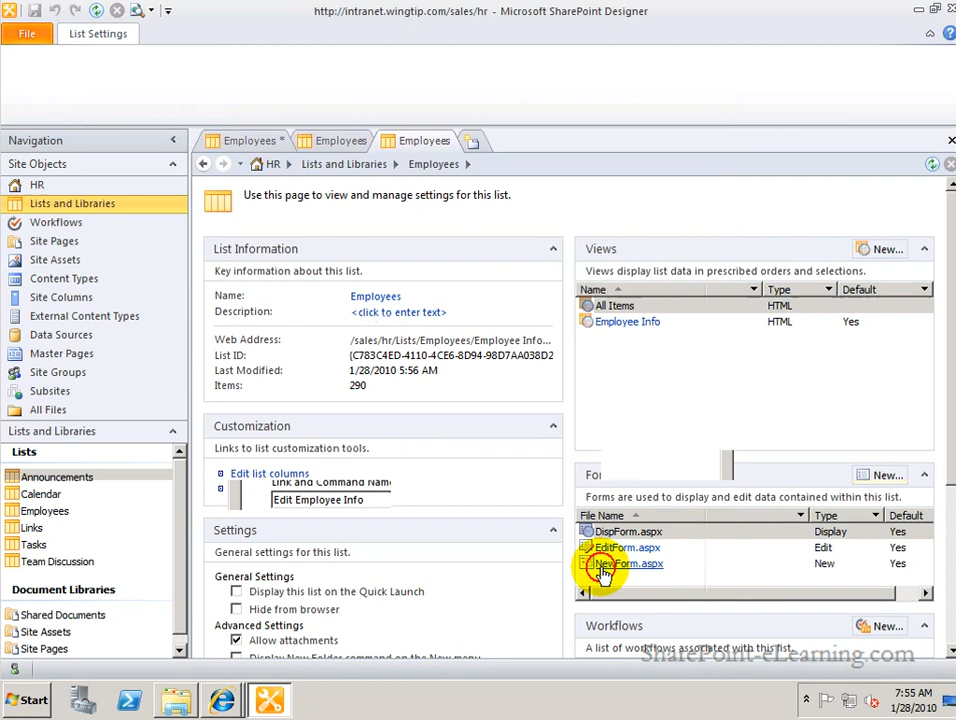 http://intranet.wingtip.com/sales/hr - Microsoft SharePoint Designer
File
List Settings
Navigation
Employees *
Employees
Employees
Site Objects
HR
Lists and Libraries
Employees
HR
Lists and Libraries
Workflows
Site Pages
Site Assets
Content Types
Site Columns
External Content Types
Data Sources
Master Pages
Site Groups
Subsites
All Files
Lists and Libraries
Lists
Announcements
Calendar
Employees
Links
Tasks
Team Discussion
Document Libraries
Shared Documents
Site Assets
Site Pages
Use this page to view and manage settings for this list.
List Information
Key information about this list.
Name: Employees
Description: <click to enter text>
Web Address: /sales/hr/Lists/Employees/Employee Info...
List ID: {C783C4ED-4110-4CE6-8D94-98D7AA038D2
Last Modified: 1/28/2010 5:56 AM
Items: 290
Customization
Links to list customization tools.
Edit list columns
Link and Command Name
Edit Employee Info
Settings
General settings for this list.
General Settings
Display this list on the Quick Launch
Hide from browser
Advanced Settings
Allow attachments
Display New Folder command on the New menu
Views
New...
Views display list data in prescribed orders and selections.
Name Type Default
All Items HTML
Employee Info HTML Yes
For
New...
Forms are used to display and edit data contained within this list.
File Name Type Default
DispForm.aspx Display Yes
EditForm.aspx Edit Yes
NewForm.aspx New Yes
Workflows
New...
A list of workflows associated with this list.
SharePoint-eLearning.com
Start
7:55 AM
1/28/2010